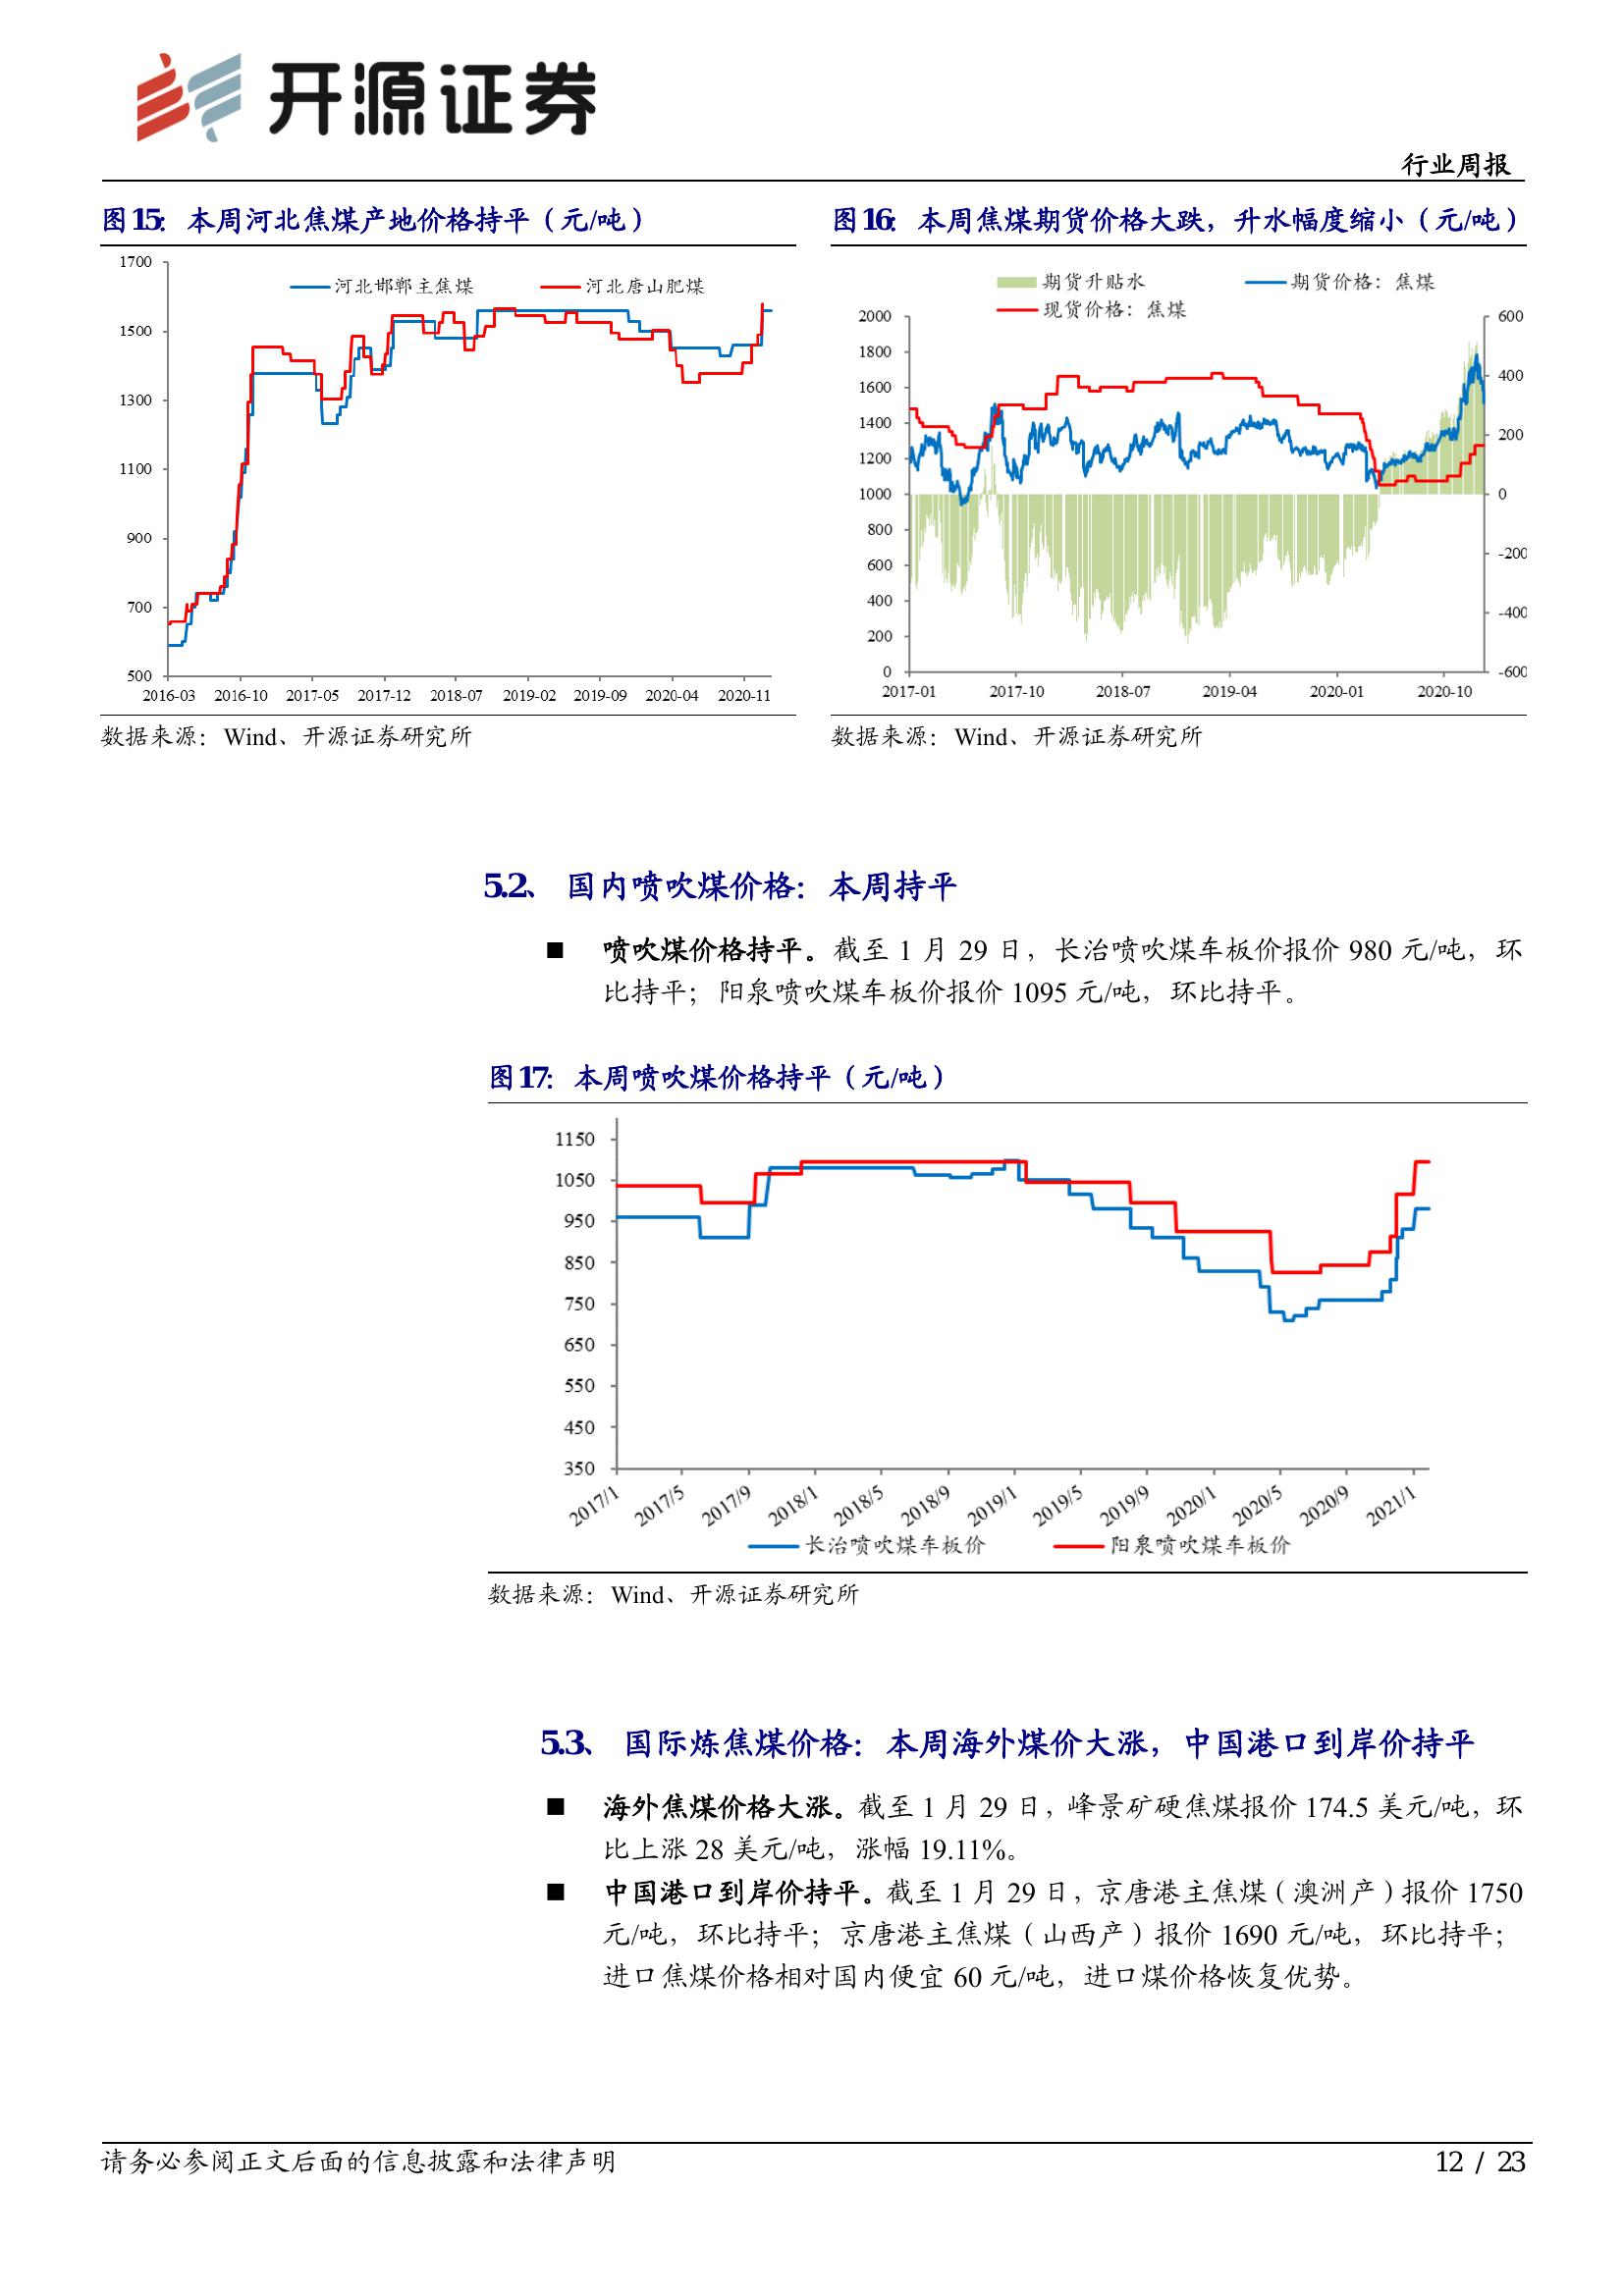 开源证券
行业周报
图15： 本周河北焦煤产地价格持平（元/吨）
1700
1500
1300
1100
900
700
500
河北邯郸主焦煤
河北唐山肥煤
2016-03 2016-10 2017-05 2017-12 2018-07 2019-02 2019-09 2020-04 2020-11
数据来源：Wind、开源证券研究所
图16： 本周焦煤期货价格大跌，升水幅度缩小（元/吨）
期货升贴水
期货价格：焦煤
现货价格：焦煤
2000
1800
1600
1400
1200
1000
800
600
400
200
0
600
400
200
0
-200
-400
-600
2017-01 2017-10 2018-07 2019-04 2020-01 2020-10
数据来源：Wind、开源证券研究所
5.2、 国内喷吹煤价格：本周持平
■ 喷吹煤价格持平。截至 1 月 29 日，长治喷吹煤车板价报价 980 元/吨，环
比持平；阳泉喷吹煤车板价报价 1095 元/吨，环比持平。
图17： 本周喷吹煤价格持平（元/吨）
1150
1050
950
850
750
650
550
450
350
2017/1 2017/5 2017/9 2018/1 2018/5 2018/9 2019/1 2019/5 2019/9 2020/1 2020/5 2020/9 2021/1
长治喷吹煤车板价 阳泉喷吹煤车板价
数据来源：Wind、开源证券研究所
5.3、 国际炼焦煤价格：本周海外煤价大涨，中国港口到岸价持平
■ 海外焦煤价格大涨。截至 1 月 29 日，峰景矿硬焦煤报价 174.5 美元/吨，环
比上涨 28 美元/吨，涨幅 19.11%。
■ 中国港口到岸价持平。截至 1 月 29 日，京唐港主焦煤（澳洲产）报价 1750
元/吨，环比持平；京唐港主焦煤（山西产）报价 1690 元/吨，环比持平；
进口焦煤价格相对国内便宜 60 元/吨，进口煤价格恢复优势。
请务必参阅正文后面的信息披露和法律声明
12 / 23